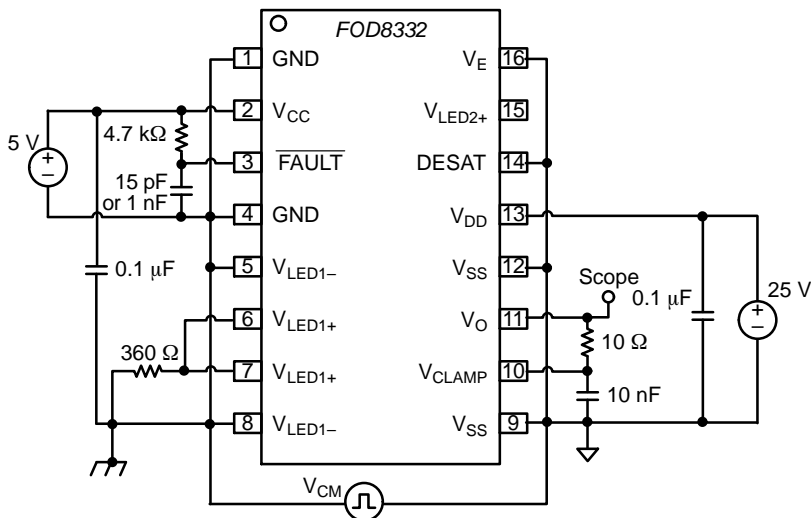 FOD8332
1 GND
2 VCC
3 FAULT
4 GND
5 VLED1–
6 VLED1+
7 VLED1+
8 VLED1–
VE 16
VLED2+ 15
DESAT 14
VDD 13
VSS 12
VO 11
VCLAMP 10
VSS 9
5 V
+
–
4.7 kΩ
15 pF
or 1 nF
0.1 μF
360 Ω
VCM
Scope
10 Ω
10 nF
0.1 μF
25 V
+
–